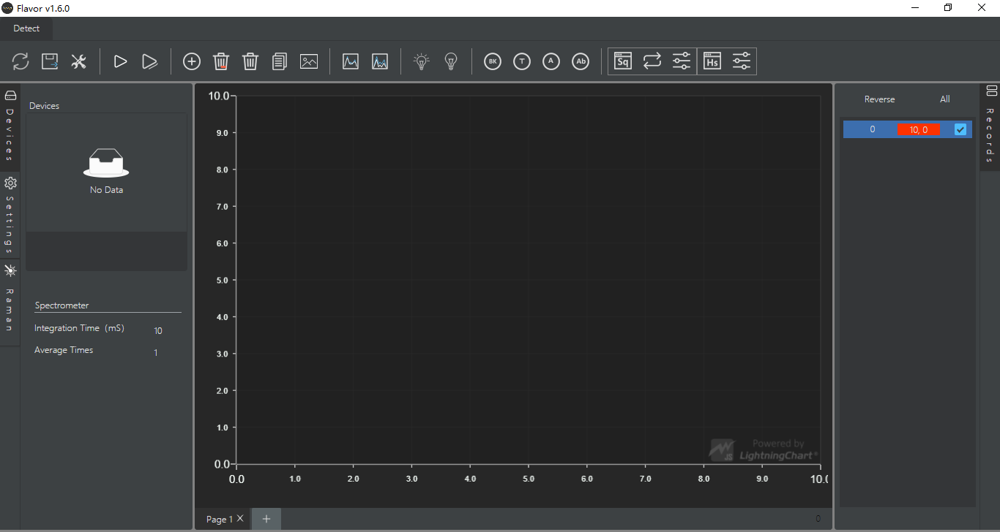 Flavor v1.6.0
Detect
BK
T
A
Ab
Sq
Hs
Devices
Settings
Raman
Devices
No Data
Spectrometer
Integration Time (mS) 10
Average Times 1
10.0
9.0
8.0
7.0
6.0
5.0
4.0
3.0
2.0
1.0
0.0
0.0 1.0 2.0 3.0 4.0 5.0 6.0 7.0 8.0 9.0 10.0
JS
Powered by
LightningChart®
Page 1
0
Reverse All
0 10, 0
Records